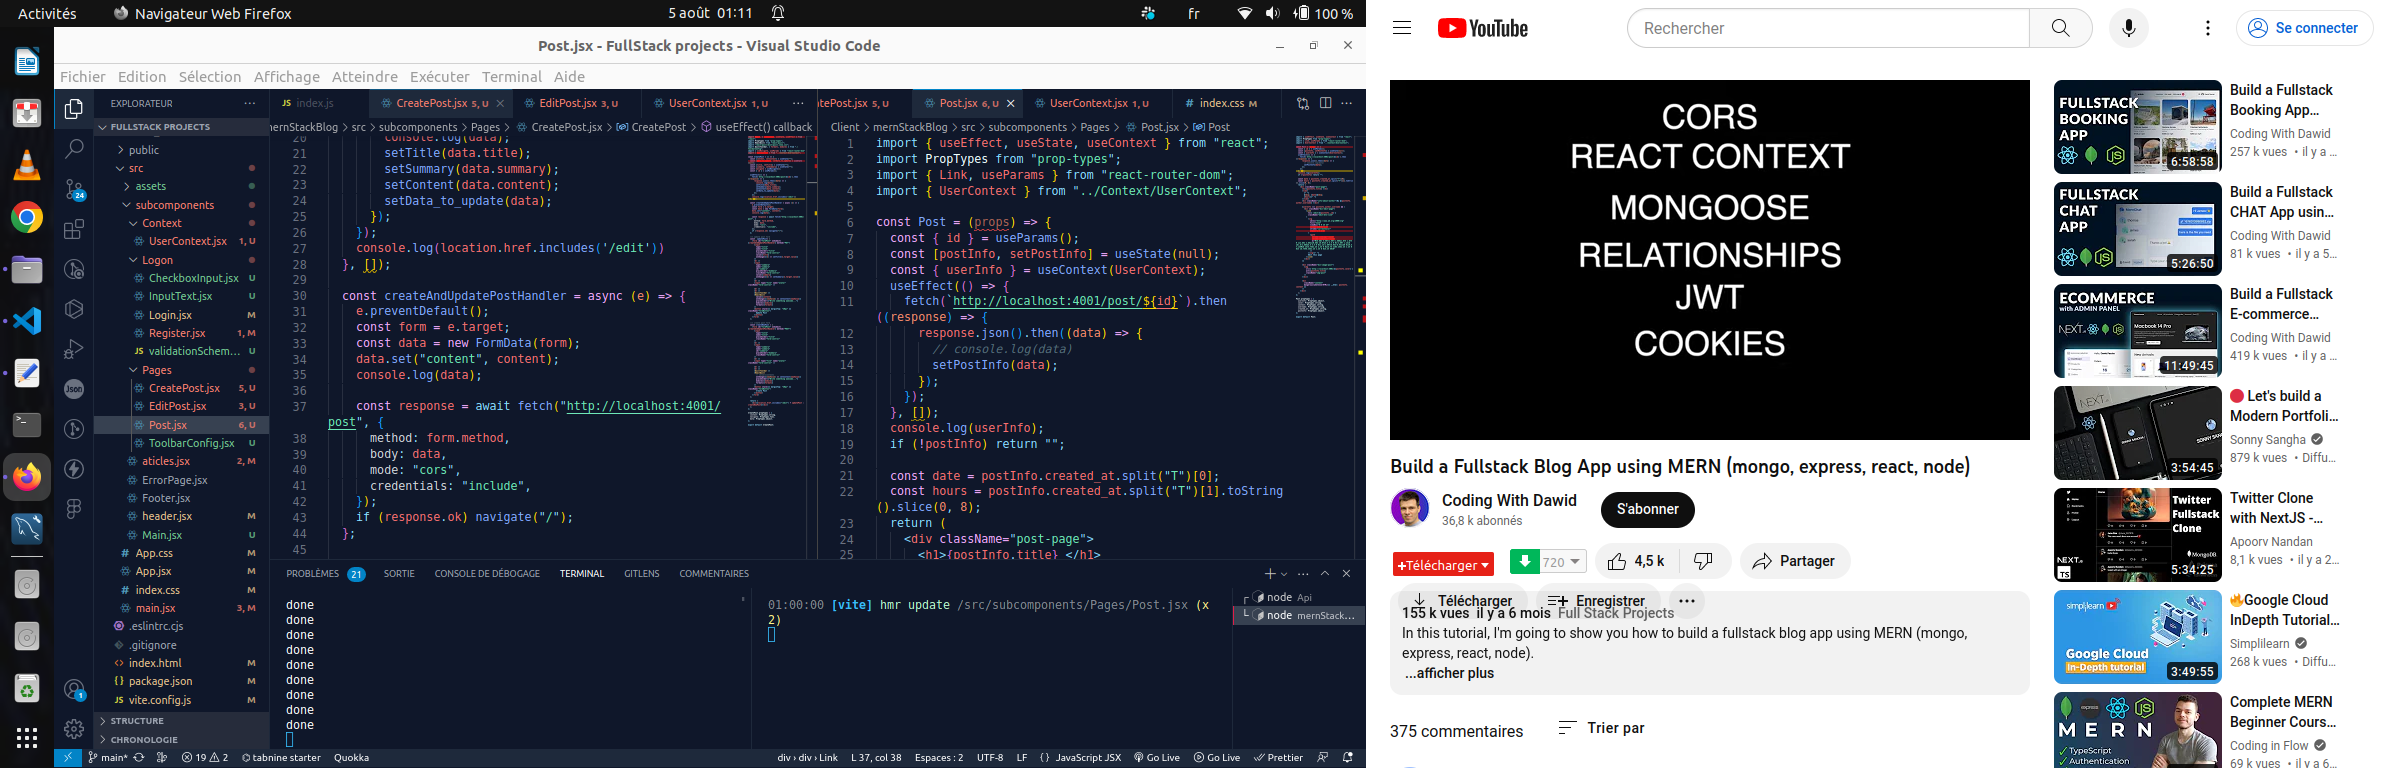 Activités
Navigateur Web Firefox
5 août 01:11
fr
100 %
Post.jsx - FullStack projects - Visual Studio Code
Fichier Edition Sélection Affichage Atteindre Exécuter Terminal Aide
EXPLORATEUR
FULLSTACK PROJECTS
public
src
assets
subcomponents
Context
UserContext.jsx 1, U
Logon
CheckboxInput.jsx U
InputText.jsx U
Login.jsx M
Register.jsx 1, M
validationSchem... U
Pages
CreatePost.jsx 5, U
EditPost.jsx 3, U
Post.jsx 6, U
ToolbarConfig.jsx U
aticles.jsx 2, M
ErrorPage.jsx
Footer.jsx
header.jsx M
Main.jsx U
App.css M
App.jsx M
index.css M
main.jsx 3, M
.eslintrc.cjs
.gitignore
index.html M
package.json M
vite.config.js M
STRUCTURE
CHRONOLOGIE
24
Json
1
JS index.js
CreatePost.jsx 5, U
EditPost.jsx 3, U
UserContext.jsx 1, U
mernStackBlog > src > subcomponents > Pages > CreatePost.jsx > CreatePost > useEffect() callback
20 console.log(data);
21 setTitle(data.title);
22 setSummary(data.summary);
23 setContent(data.content);
24 setData_to_update(data);
25 });
26 });
27 console.log(location.href.includes('/edit'))
28 }, []);
29
30 const createAndUpdatePostHandler = async (e) => {
31 e.preventDefault();
32 const form = e.target;
33 const data = new FormData(form);
34 data.set("content", content);
35 console.log(data);
36
37 const response = await fetch("http://localhost:4001/
post", {
38 method: form.method,
39 body: data,
40 mode: "cors",
41 credentials: "include",
42 });
43 if (response.ok) navigate("/");
44 };
45
atePost.jsx 5, U
Post.jsx 6, U
UserContext.jsx 1, U
index.css M
Client > mernStackBlog > src > subcomponents > Pages > Post.jsx > Post
1 import { useEffect, useState, useContext } from "react";
2 import PropTypes from "prop-types";
3 import { Link, useParams } from "react-router-dom";
4 import { UserContext } from "../Context/UserContext";
5
6 const Post = (props) => {
7 const { id } = useParams();
8 const [postInfo, setPostInfo] = useState(null);
9 const { userInfo } = useContext(UserContext);
10 useEffect(() => {
11 fetch(`http://localhost:4001/post/${id}`).then
((response) => {
12 response.json().then((data) => {
13 // console.log(data)
14 setPostInfo(data);
15 });
16 });
17 }, []);
18 console.log(userInfo);
19 if (!postInfo) return "";
20
21 const date = postInfo.created_at.split("T")[0];
22 const hours = postInfo.created_at.split("T")[1].toString
().slice(0, 8);
23 return (
24 <div className="post-page">
25 <h1>{postInfo.title} </h1>
PROBLÈMES 21 SORTIE CONSOLE DE DÉBOGAGE TERMINAL GITLENS COMMENTAIRES
done
done
done
done
done
done
done
done
done
01:00:00 [vite] hmr update /src/subcomponents/Pages/Post.jsx (x
2)
node Api
node mernStack...
main* 19 2 tabnine starter Quokka
div › div › Link L 37, col 38 Espaces : 2 UTF-8 LF {} JavaScript JSX Go Live Go Live Prettier
YouTube
Rechercher
Se connecter
CORS
REACT CONTEXT
MONGOOSE
RELATIONSHIPS
JWT
COOKIES
Build a Fullstack Blog App using MERN (mongo, express, react, node)
Coding With Dawid
36,8 k abonnés
S'abonner
+Télécharger
720
4,5 k
Partager
Télécharger
Enregistrer
155 k vues il y a 6 mois Full Stack Projects
In this tutorial, I'm going to show you how to build a fullstack blog app using MERN (mongo,
express, react, node).
...afficher plus
375 commentaires
Trier par
FULLSTACK
BOOKING
APP
6:58:58
Build a Fullstack
Booking App...
Coding With Dawid
257 k vues • il y a ...
FULLSTACK
CHAT
APP
5:26:50
Build a Fullstack
CHAT App usin...
Coding With Dawid
81 k vues • il y a 5...
ECOMMERCE
with ADMIN PANEL
NEXT
Macbook 14 Pro
11:49:45
Build a Fullstack
E-commerce...
Coding With Dawid
419 k vues • il y a ...
NEXT
SONNY SANGHA
3:54:45
Let's build a
Modern Portfoli...
Sonny Sangha
879 k vues • Diffu...
Twitter
Fullstack
Clone
NEXT.js
TS
MongoDB
5:34:25
Twitter Clone
with NextJS -...
Apoorv Nandan
8,1 k vues • il y a 2...
simplilearn
Google Cloud
In-Depth tutorial
3:49:55
🔥Google Cloud
InDepth Tutorial...
Simplilearn
268 k vues • Diffu...
express
MERN
TypeScript
Authentication
Complete MERN
Beginner Cours...
Coding in Flow
69 k vues • il y a 6...